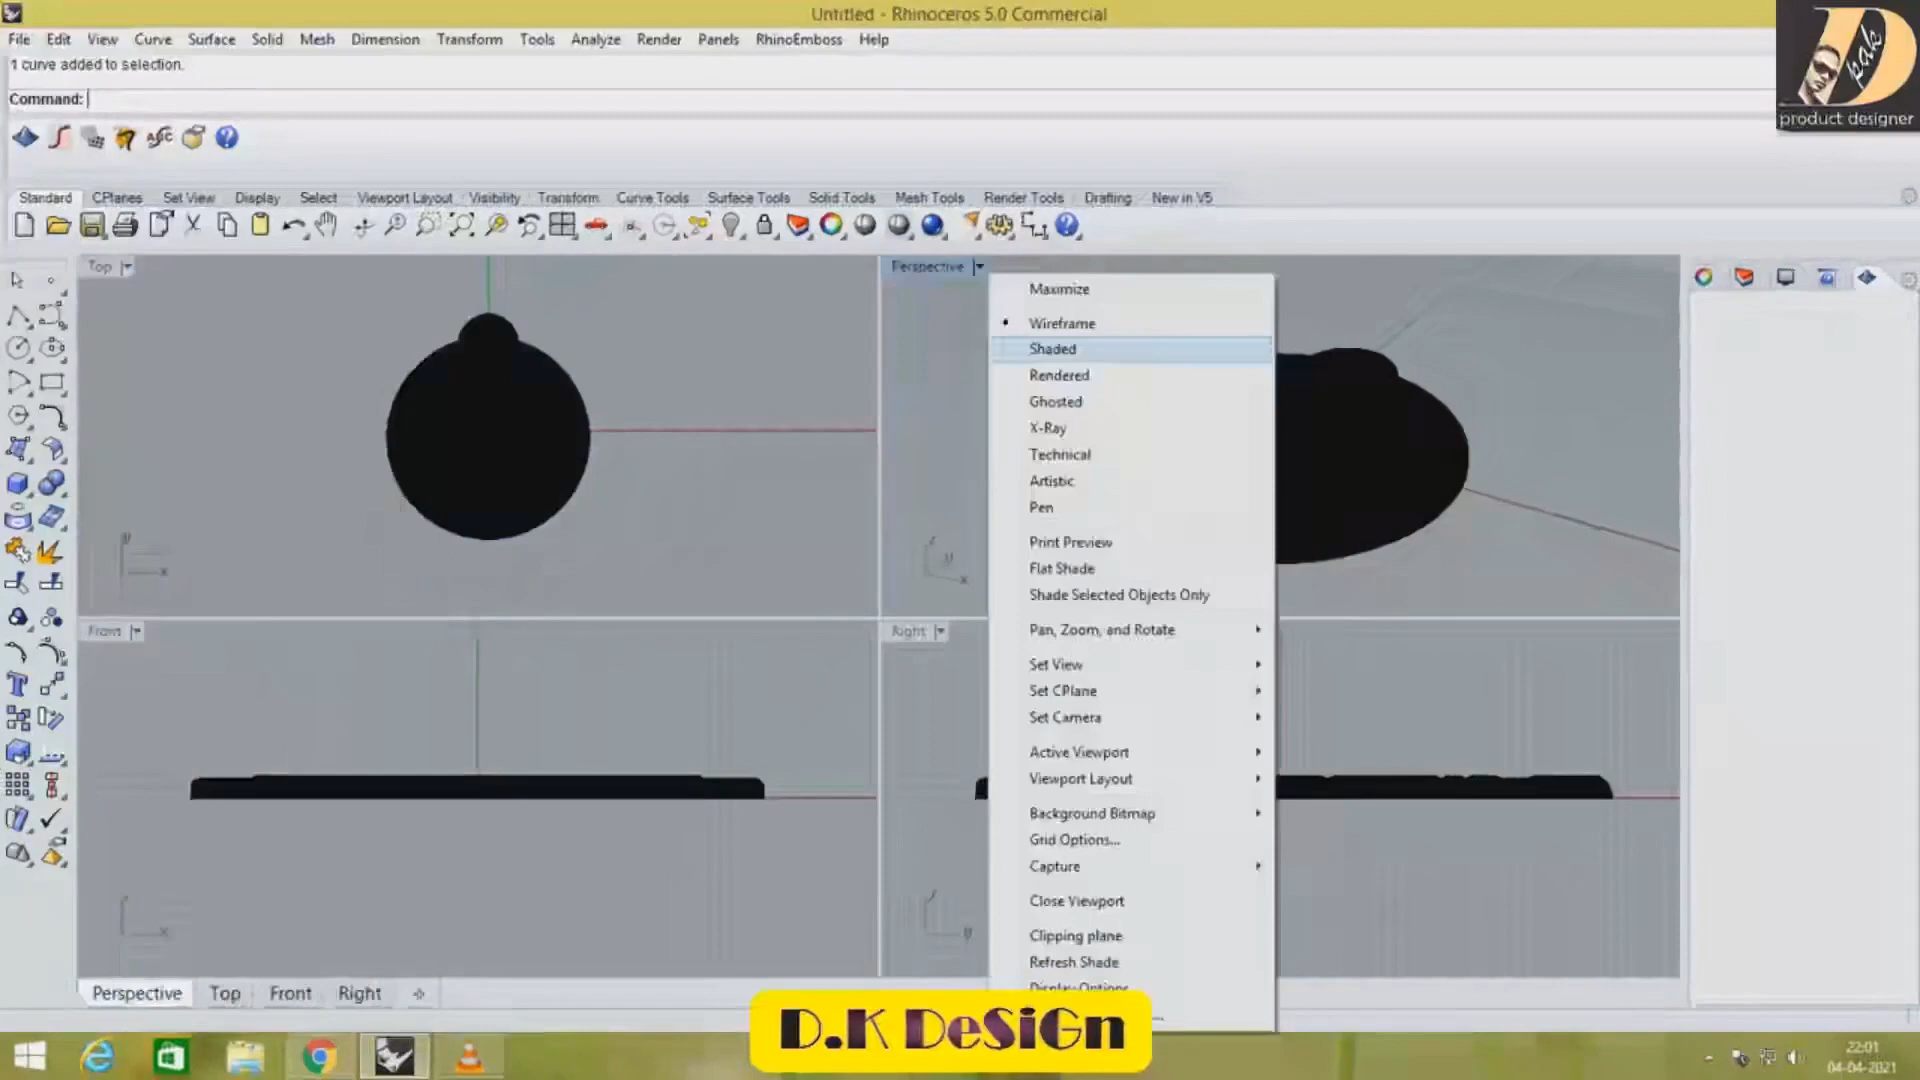 Untitled - Rhinoceros 5.0 Commercial
File Edit View Curve Surface Solid Mesh Dimension Transform Tools Analyze Render Panels RhinoEmboss Help
1 curve added to selection.
Command:
pak
product designer
Standard CPlanes Set View Display Select Viewport Layout Visibility Transform Curve Tools Surface Tools Solid Tools Mesh Tools Render Tools Drafting New in V5
Top
Perspective
Maximize
Wireframe
Shaded
Rendered
Ghosted
X-Ray
Technical
Artistic
Pen
Print Preview
Flat Shade
Shade Selected Objects Only
Pan, Zoom, and Rotate
Set View
Set CPlane
Set Camera
Active Viewport
Viewport Layout
Background Bitmap
Grid Options...
Capture
Close Viewport
Clipping plane
Refresh Shade
Display Options
Front
Right
Perspective Top Front Right
D.K DeSiGn
22:01
04-04-2021